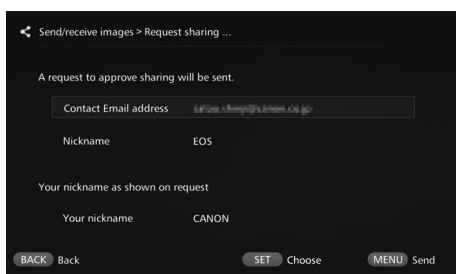 Send/receive images > Request sharing ...
A request to approve sharing will be sent.
Contact Email address
Nickname EOS
Your nickname as shown on request
Your nickname CANON
BACK Back SET Choose MENU Send